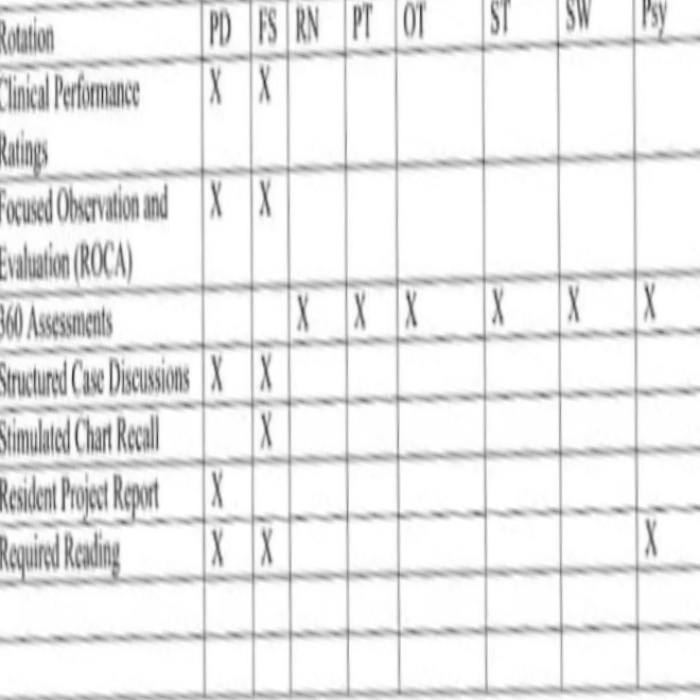 Rotation PD FS RN PT OT ST SW Psy
Clinical Performance X X
Ratings
Focused Observation and X X
Evaluation (ROCA)
360 Assessments X X X X X X
Structured Case Discussions X X
Stimulated Chart Recall X
Resident Project Report X
Required Reading X X X